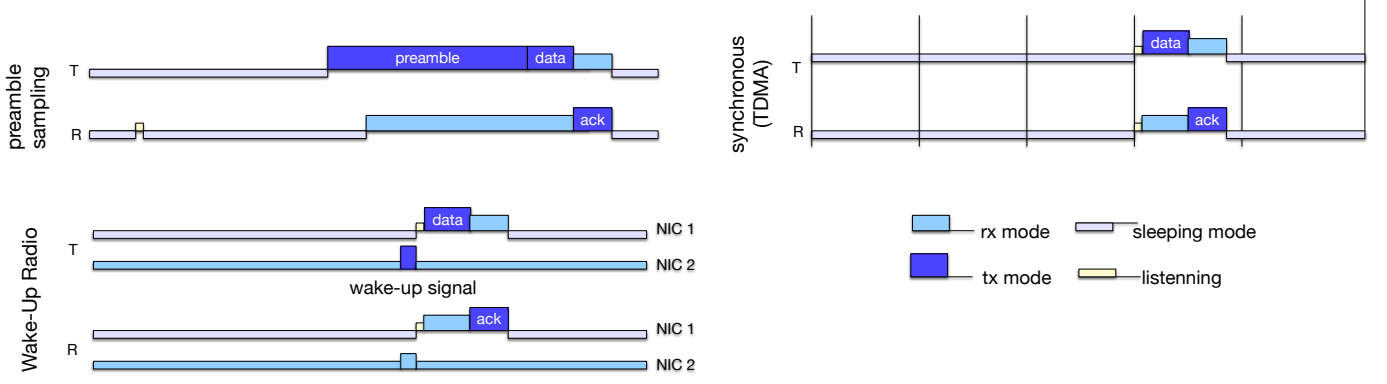 preamble
sampling
T
preamble
data
R
ack
synchronous
(TDMA)
T
data
R
ack
Wake-Up Radio
T
data
NIC 1
NIC 2
wake-up signal
R
ack
NIC 1
NIC 2
rx mode
sleeping mode
tx mode
listenning